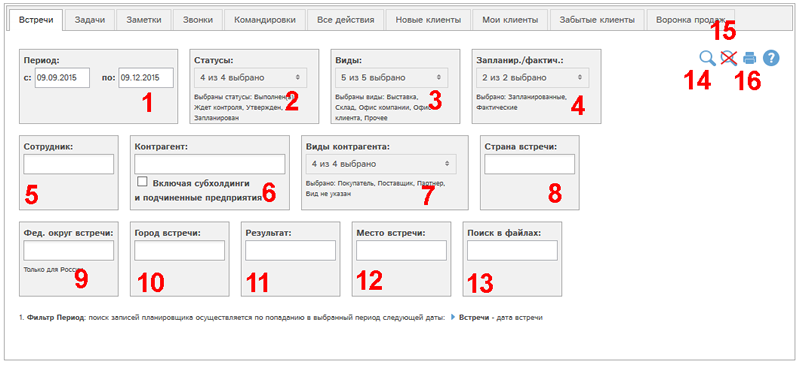 Встречи Задачи Заметки Звонки Командировки Все действия Новые клиенты Мои клиенты Забытые клиенты Воронка продаж
15
Период: Статусы: Виды: Запланир./фактич.:
с: 09.09.2015 по: 09.12.2015 4 из 4 выбрано 5 из 5 выбрано 2 из 2 выбрано
14 16
1 2 3 4
Выбраны статусы: Выполнена,
Ждет контроля, Утвержден,
Запланирован
Выбраны виды: Выставка,
Склад, Офис компании, Офис
клиента, Прочее
Выбрано: Запланированные,
Фактические
Сотрудник: Контрагент: Виды контрагента: Страна встречи:
4 из 4 выбрано
Включая субхолдинги
и подчиненные предприятия
Выбрано: Покупатель, Поставщик, Партнер,
Вид не указан
5 6 7 8
Фед. округ встречи: Город встречи: Результат: Место встречи: Поиск в файлах:
Только для России
9 10 11 12 13
1. Фильтр Период: поиск записей планировщика осуществляется по попаданию в выбранный период следующей даты: Встречи - дата встречи